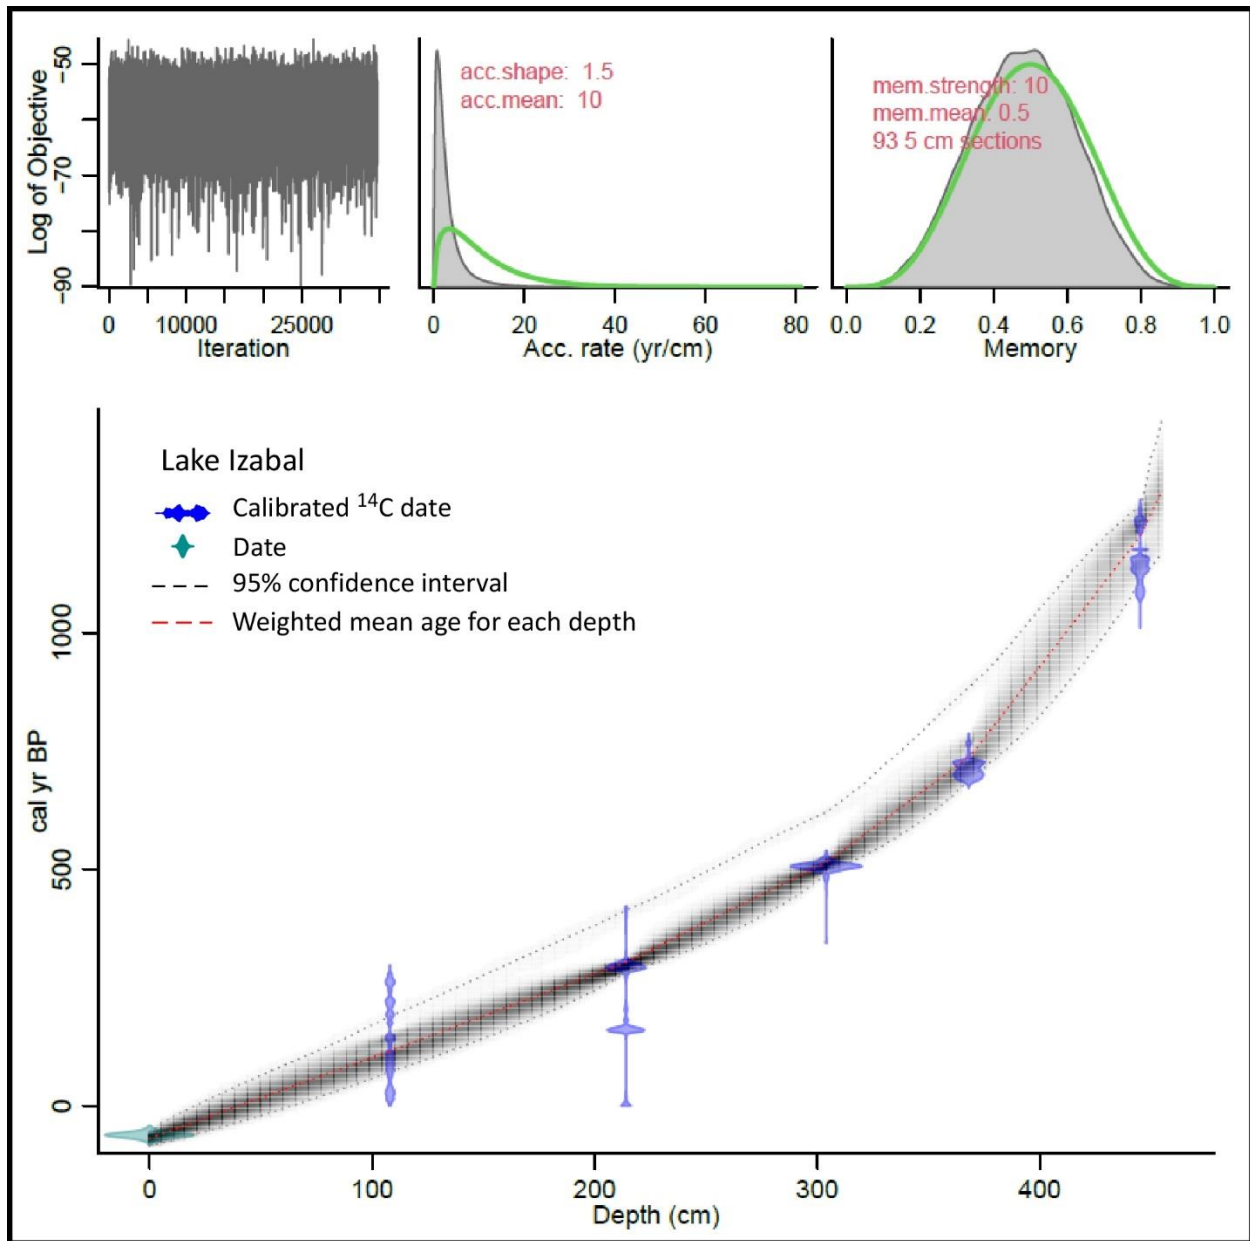 -50
-70
-90
Log of Objective
0 10000 25000
Iteration
acc.shape: 1.5
acc.mean: 10
0 20 40 60 80
Acc. rate (yr/cm)
mem.strength: 10
mem.mean: 0.5
93 5 cm sections
0.0 0.2 0.4 0.6 0.8 1.0
Memory
Lake Izabal
Calibrated ¹⁴C date
Date
95% confidence interval
Weighted mean age for each depth
1000
500
0
cal yr BP
0 100 200 300 400
Depth (cm)